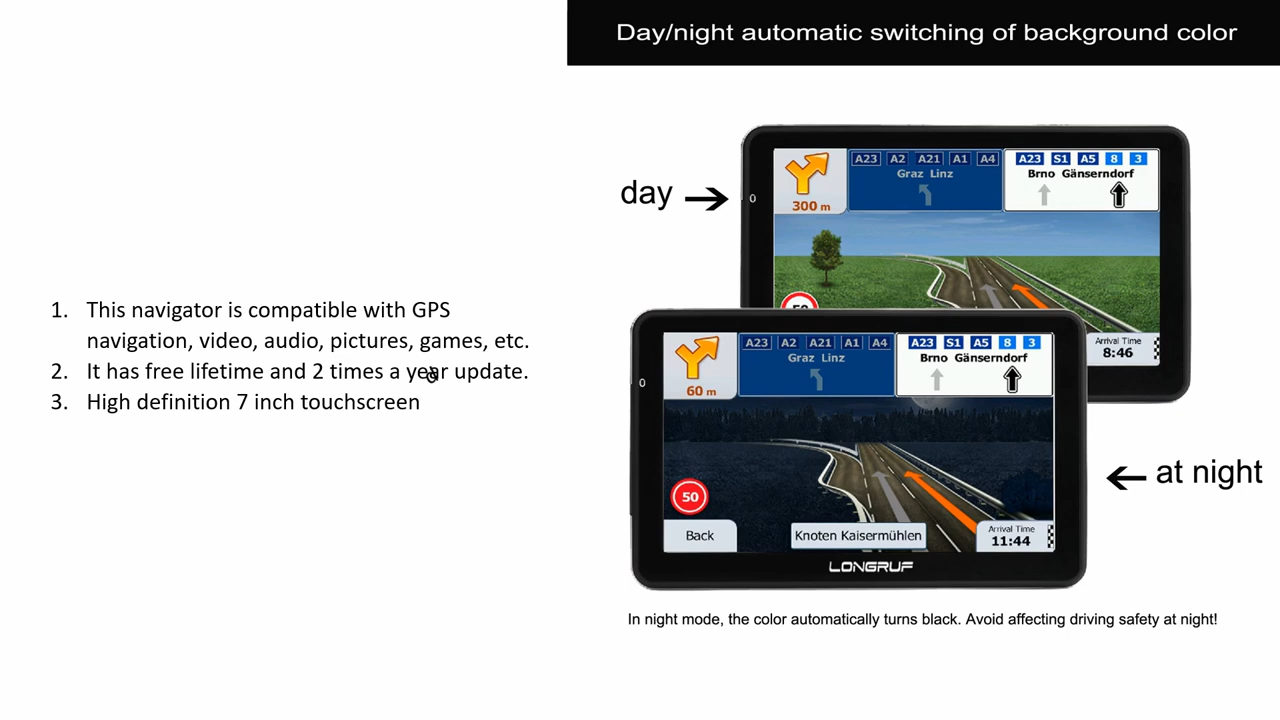 Day/night automatic switching of background color
1. This navigator is compatible with GPS
navigation, video, audio, pictures, games, etc.
2. It has free lifetime and 2 times a year update.
3. High definition 7 inch touchscreen
day
300 m
A23 A2 A21 A1 A4
Graz Linz
A23 S1 A5 8 3
Brno Gänserndorf
Arrival Time
8:46
60 m
A23 A2 A21 A1 A4
Graz Linz
A23 S1 A5 8 3
Brno Gänserndorf
50
Back
Knoten Kaisermühlen
Arrival Time
11:44
LONGRUF
at night
In night mode, the color automatically turns black. Avoid affecting driving safety at night!